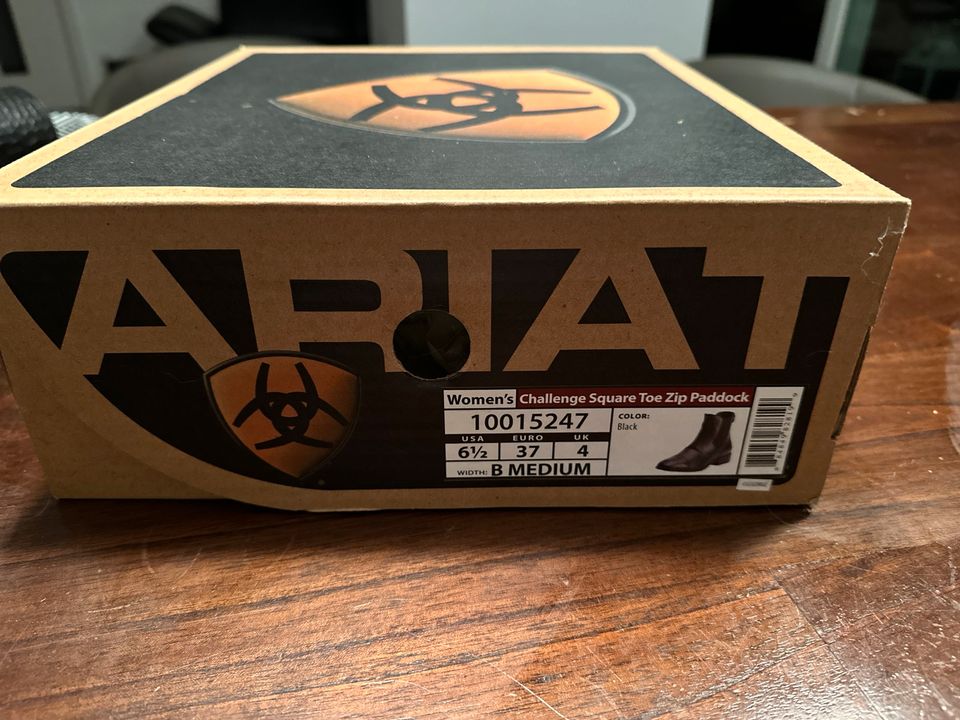 ARIAT
Women's Challenge Square Toe Zip Paddock
10015247
USA EURO UK
6½ 37 4
WIDTH: B MEDIUM
COLOR:
Black